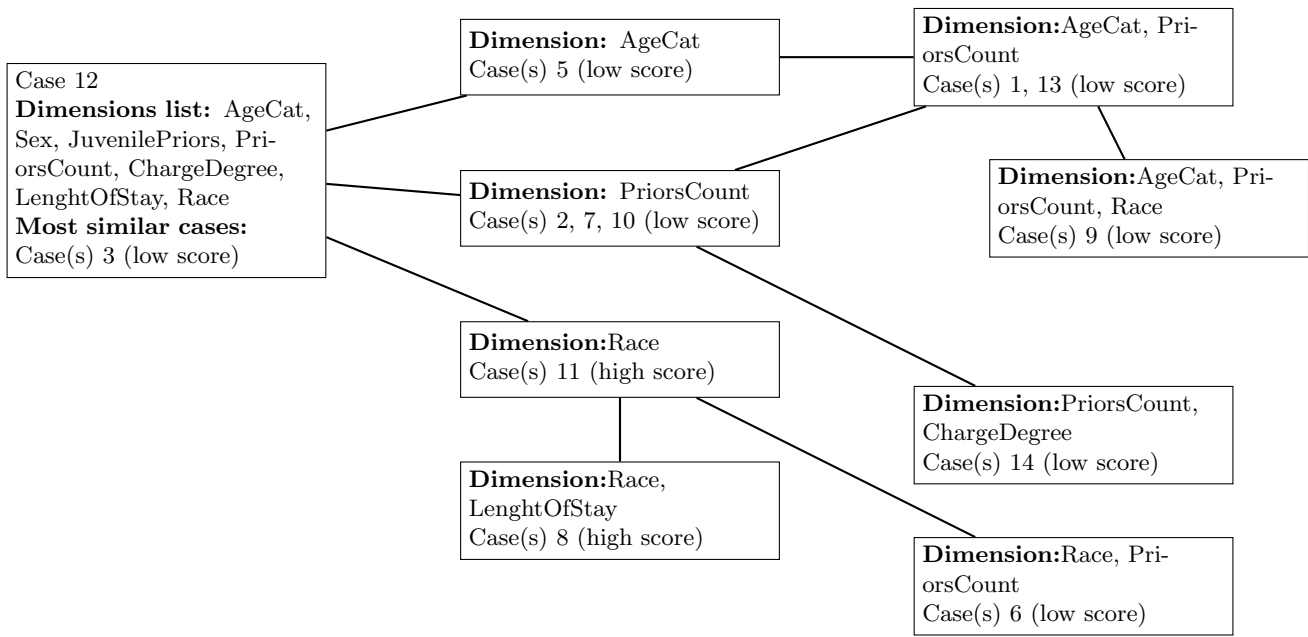 Case 12
Dimensions list: AgeCat,
Sex, JuvenilePriors, Pri-
orsCount, ChargeDegree,
LenghtOfStay, Race
Most similar cases:
Case(s) 3 (low score)
Dimension: AgeCat
Case(s) 5 (low score)
Dimension:AgeCat, Pri-
orsCount
Case(s) 1, 13 (low score)
Dimension: PriorsCount
Case(s) 2, 7, 10 (low score)
Dimension:AgeCat, Pri-
orsCount, Race
Case(s) 9 (low score)
Dimension:Race
Case(s) 11 (high score)
Dimension:PriorsCount,
ChargeDegree
Case(s) 14 (low score)
Dimension:Race,
LenghtOfStay
Case(s) 8 (high score)
Dimension:Race, Pri-
orsCount
Case(s) 6 (low score)